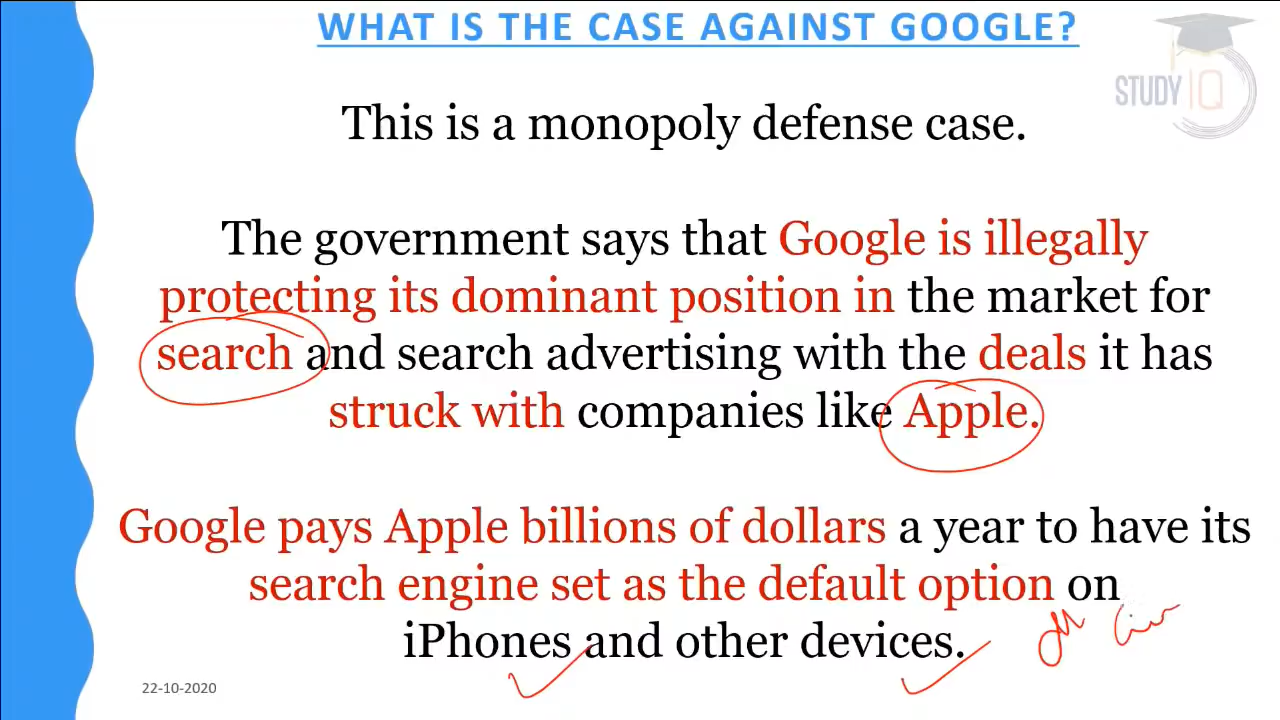 WHAT IS THE CASE AGAINST GOOGLE?
STUDY IQ
This is a monopoly defense case.
The government says that Google is illegally
protecting its dominant position in the market for
search and search advertising with the deals it has
struck with companies like Apple.
Google pays Apple billions of dollars a year to have its
search engine set as the default option on
iPhones and other devices.
22-10-2020